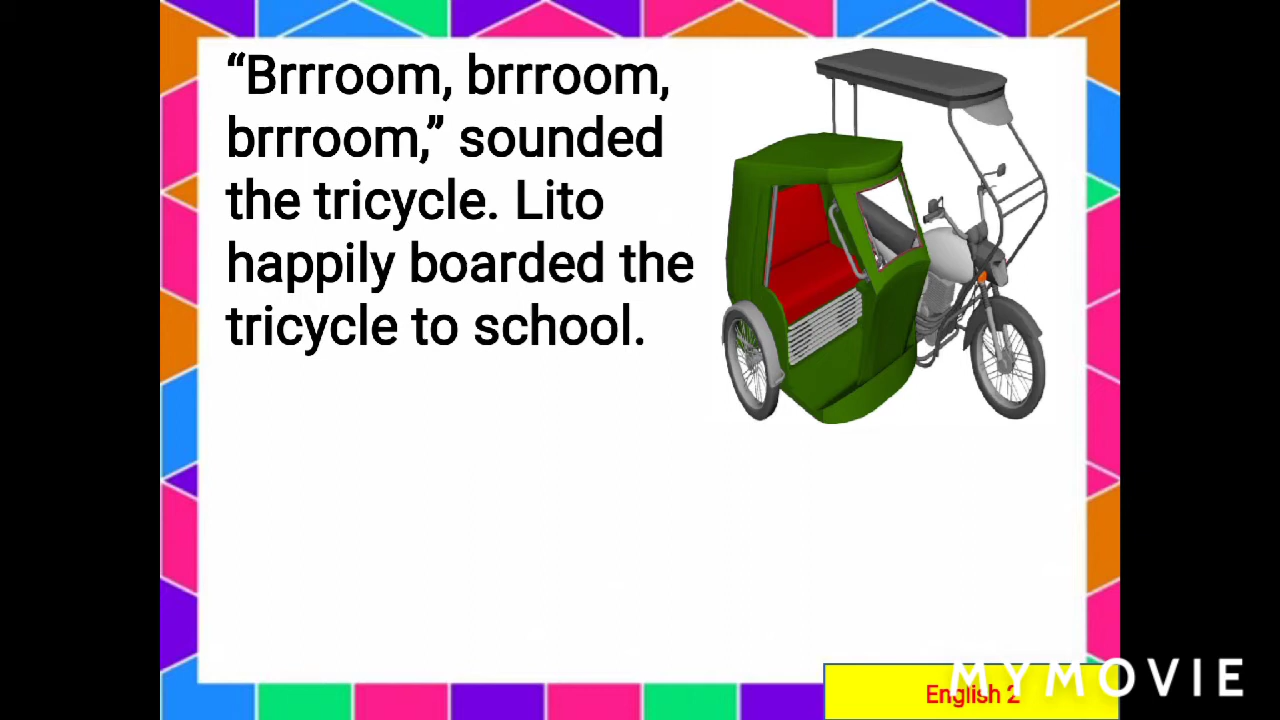 “Brrroom, brrroom,
brrroom,” sounded
the tricycle. Lito
happily boarded the
tricycle to school.
English 2
MYMOVIE